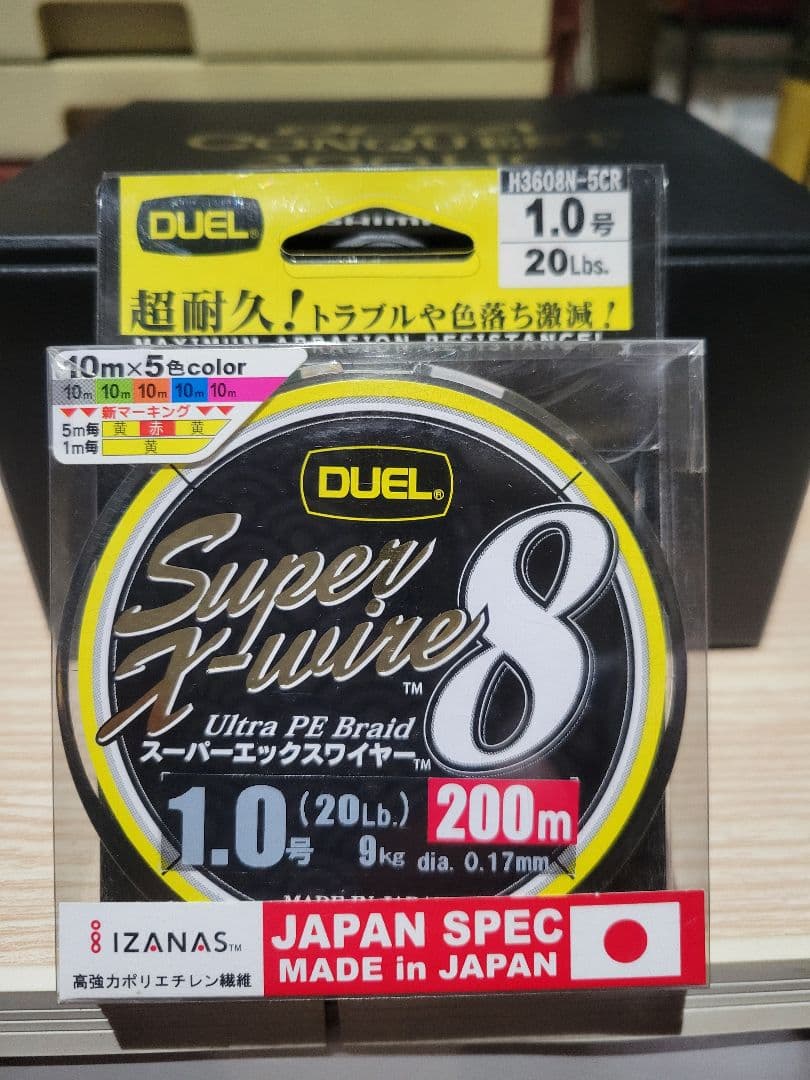 H3608N-5CR
DUEL®
1.0号
20Lbs.
超耐久！トラブルや色落ち激減！
MAXIMUM ABRASION RESISTANCE!
10m×5色color
10m 10m 10m 10m 10m
新マーキング
5m毎 黄 赤 黄
1m毎 黄
DUEL®
Super
X-wire 8
TM
Ultra PE Braid
スーパーエックスワイヤー TM
1.0号 (20Lb.) 9kg 200m dia. 0.17mm
IZANAS TM
高強力ポリエチレン繊維
JAPAN SPEC
MADE in JAPAN